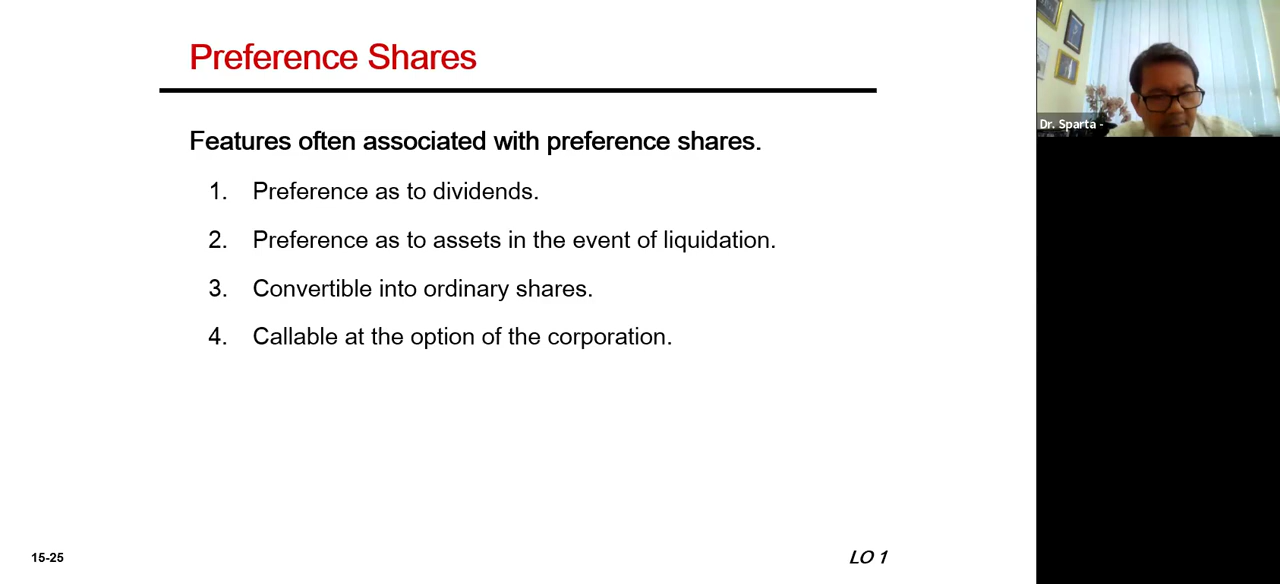 Preference Shares
Features often associated with preference shares.
1. Preference as to dividends.
2. Preference as to assets in the event of liquidation.
3. Convertible into ordinary shares.
4. Callable at the option of the corporation.
15-25
LO 1
Dr. Sparta -